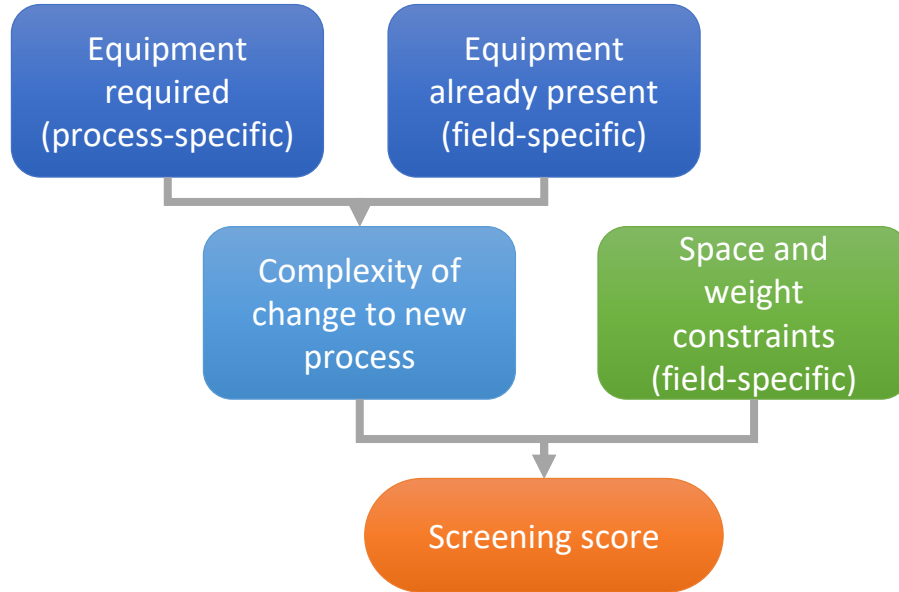 Equipment
required
(process-specific)
Equipment
already present
(field-specific)
Complexity of
change to new
process
Space and
weight
constraints
(field-specific)
Screening score